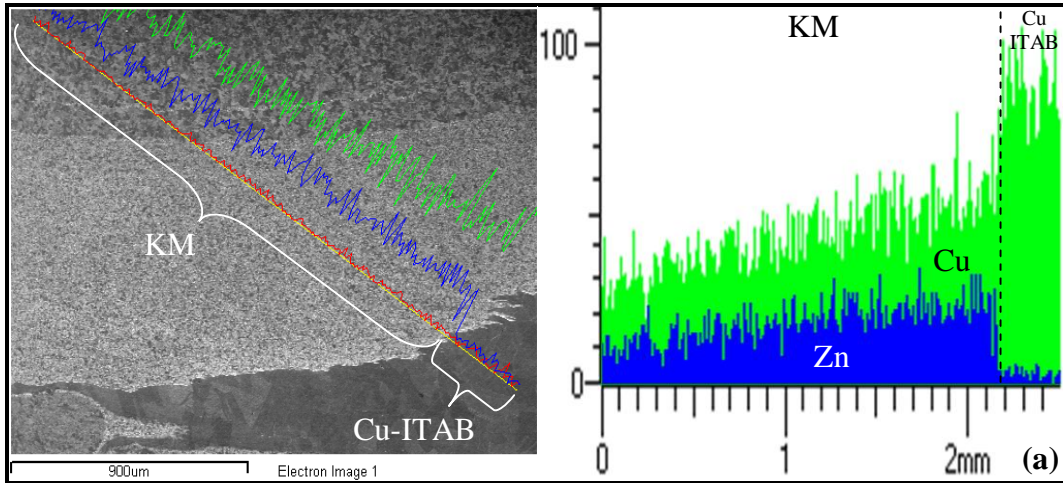 KM
Cu-ITAB
900um
Electron Image 1
KM
Cu
ITAB
100
Cu
Zn
0
0
1
2mm
(a)